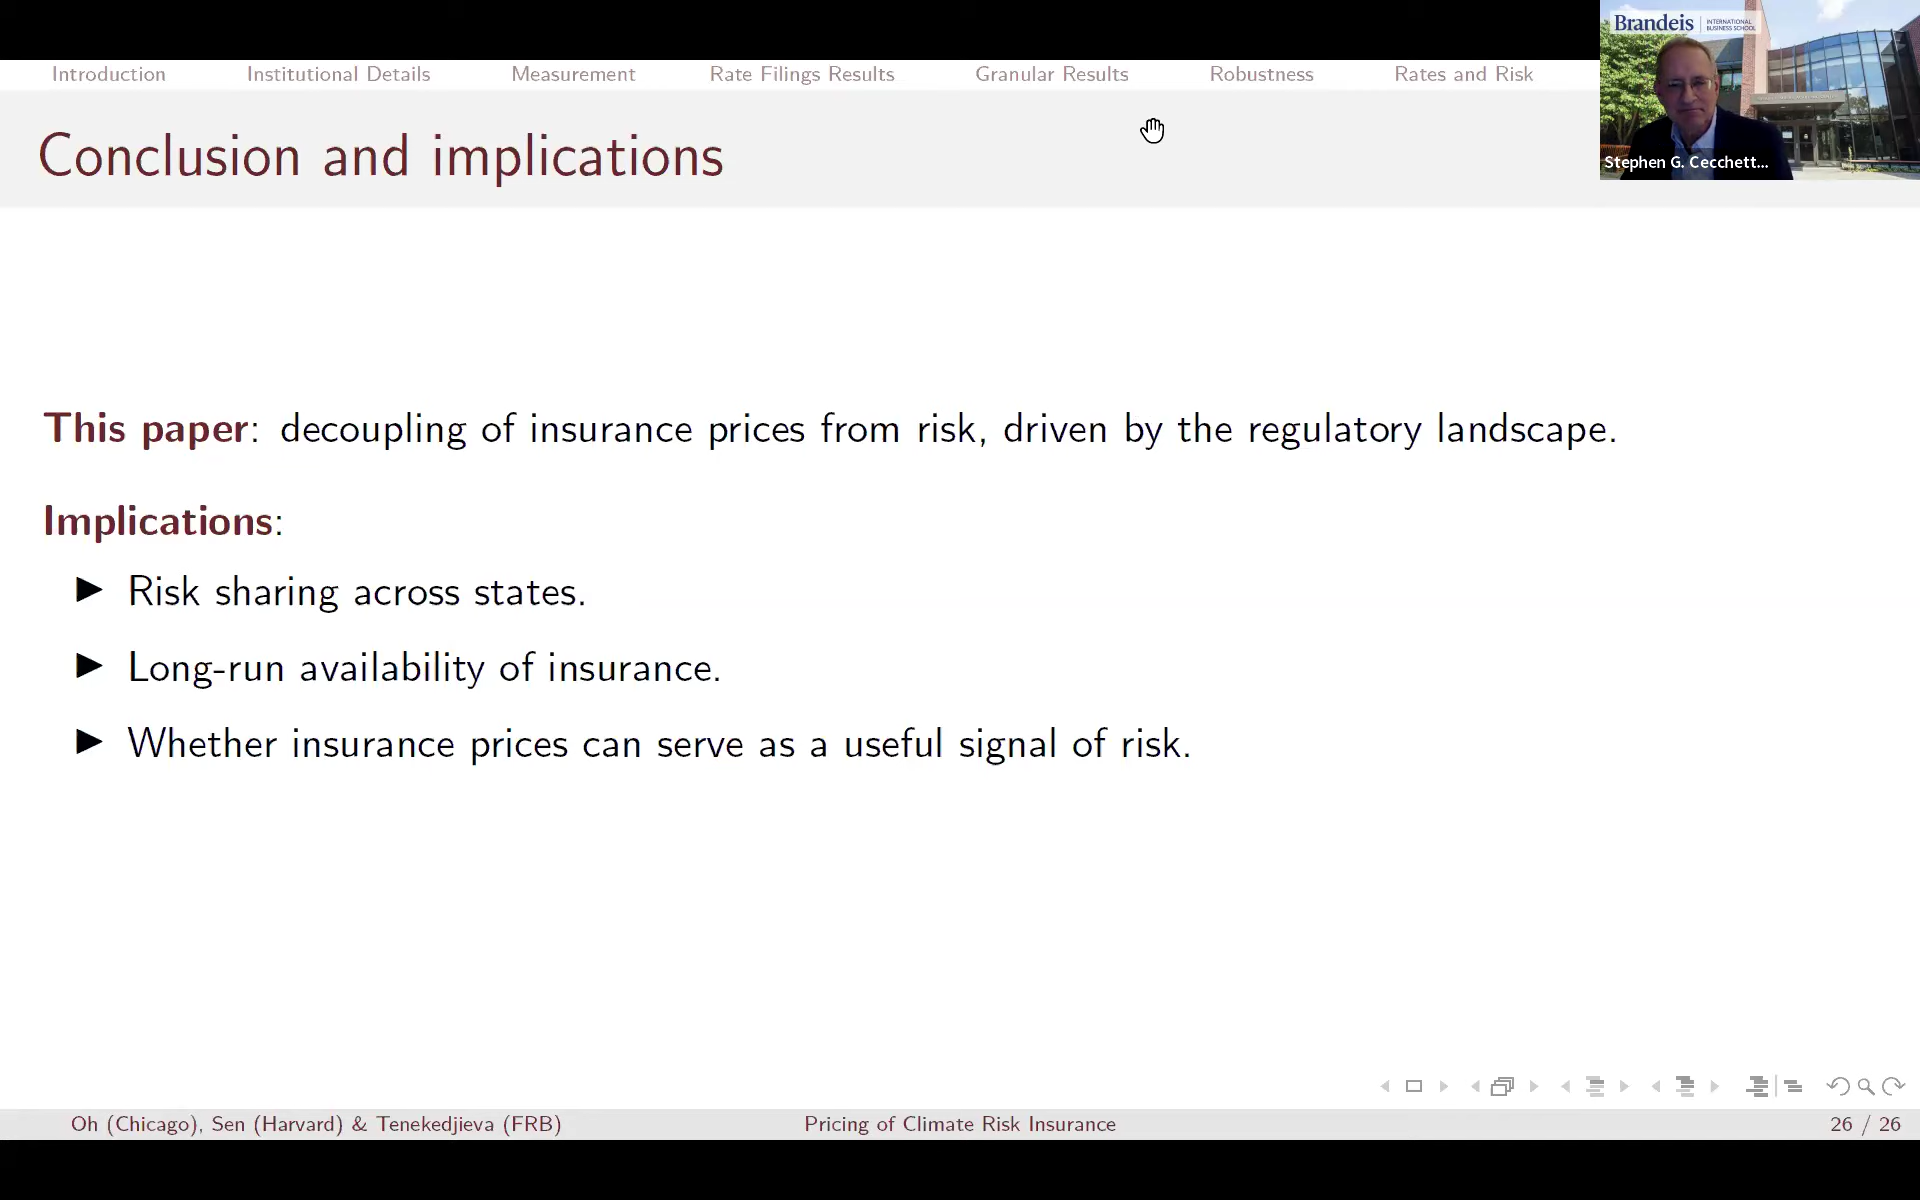 Brandeis INTERNATIONAL BUSINESS SCHOOL
Introduction Institutional Details Measurement Rate Filings Results Granular Results Robustness Rates and Risk
Stephen G. Cecchett...
Conclusion and implications
This paper: decoupling of insurance prices from risk, driven by the regulatory landscape.
Implications:
▶ Risk sharing across states.
▶ Long-run availability of insurance.
▶ Whether insurance prices can serve as a useful signal of risk.
Oh (Chicago), Sen (Harvard) & Tenekedjieva (FRB) Pricing of Climate Risk Insurance 26 / 26